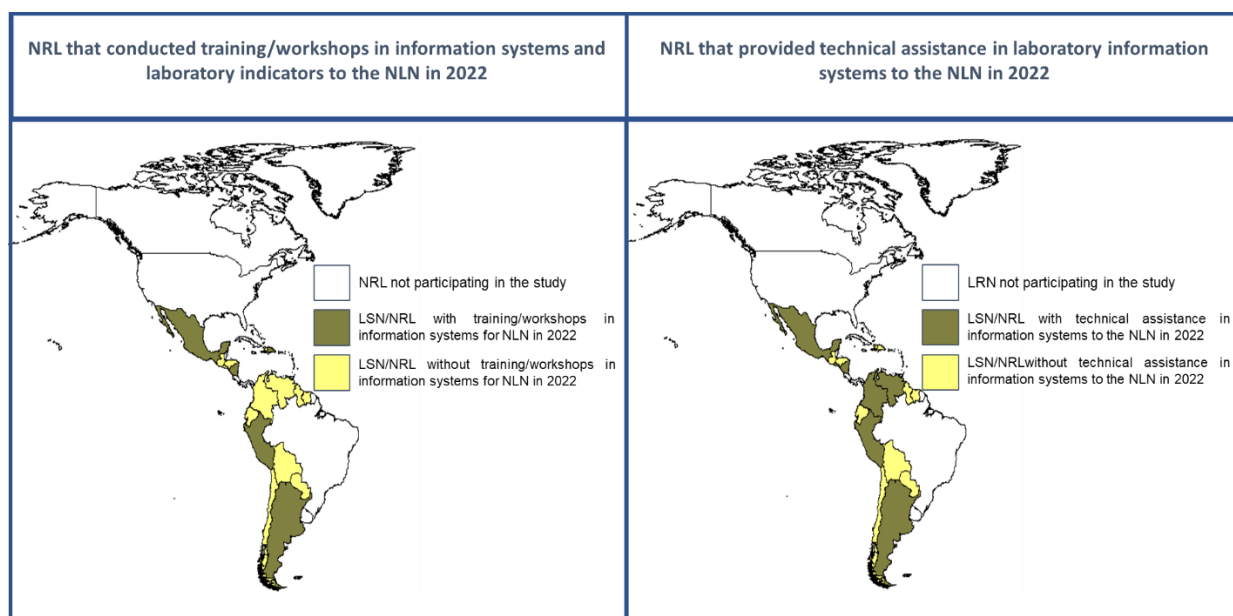 NRL that conducted training/workshops in information systems and
laboratory indicators to the NLN in 2022
NRL that provided technical assistance in laboratory information
systems to the NLN in 2022
NRL not participating in the study
LSN/NRL with training/workshops in
information systems for NLN in 2022
LSN/NRL without training/workshops in
information systems for NLN in 2022
LRN not participating in the study
LSN/NRL with technical assistance in
information systems to the NLN in 2022
LSN/NRLwithout technical assistance in
information systems to the NLN in 2022